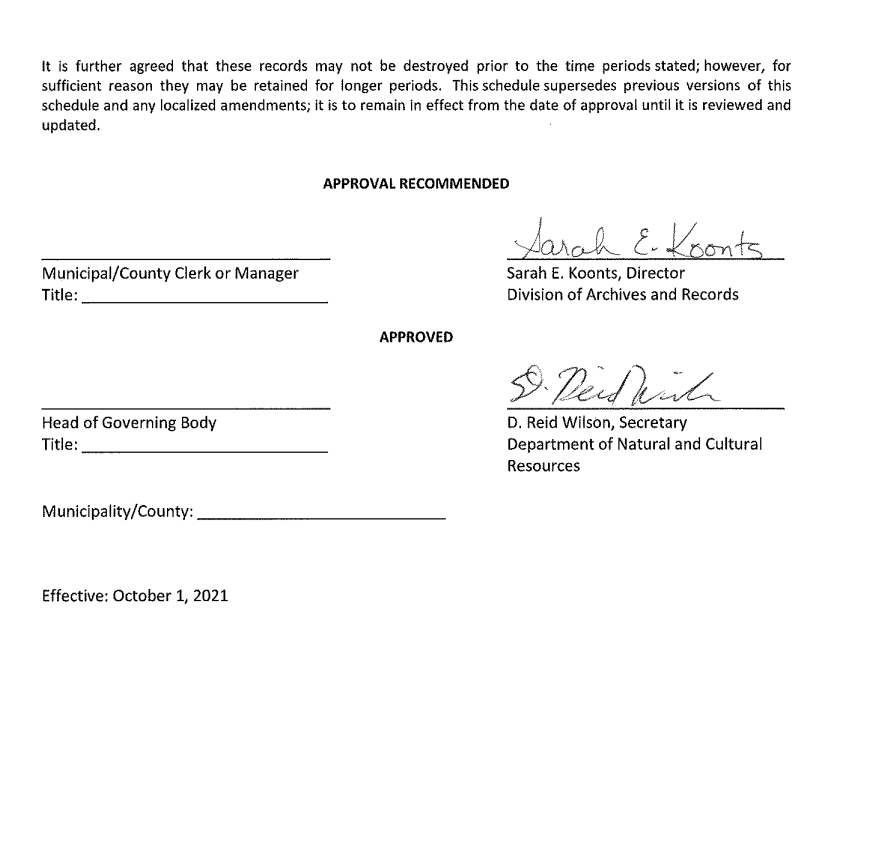 It is further agreed that these records may not be destroyed prior to the time periods stated; however, for
sufficient reason they may be retained for longer periods. This schedule supersedes previous versions of this
schedule and any localized amendments; it is to remain in effect from the date of approval until it is reviewed and
updated.
APPROVAL RECOMMENDED
Sarah E. Koonts
Municipal/County Clerk or Manager
Title:
Sarah E. Koonts, Director
Division of Archives and Records
APPROVED
D. Reid Wilson
Head of Governing Body
Title:
D. Reid Wilson, Secretary
Department of Natural and Cultural
Resources
Municipality/County:
Effective: October 1, 2021